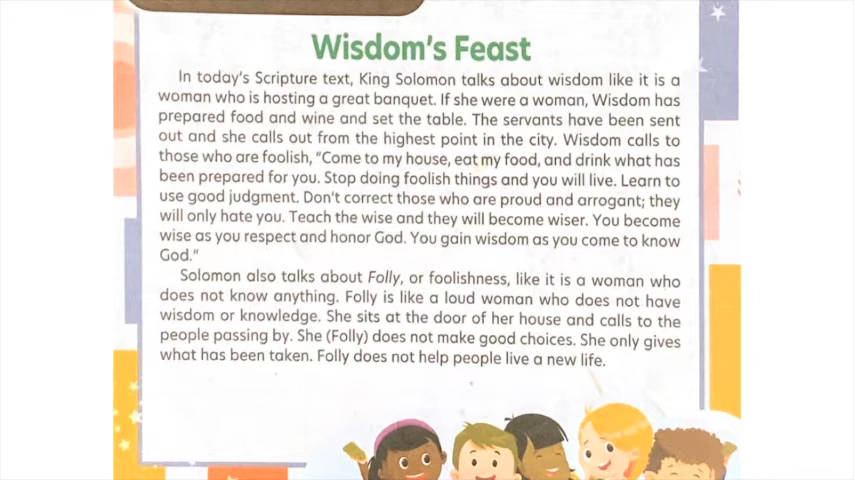 Wisdom's Feast
In today's Scripture text, King Solomon talks about wisdom like it is a
woman who is hosting a great banquet. If she were a woman, Wisdom has
prepared food and wine and set the table. The servants have been sent
out and she calls out from the highest point in the city. Wisdom calls to
those who are foolish, "Come to my house, eat my food, and drink what has
been prepared for you. Stop doing foolish things and you will live. Learn to
use good judgment. Don't correct those who are proud and arrogant; they
will only hate you. Teach the wise and they will become wiser. You become
wise as you respect and honor God. You gain wisdom as you come to know
God."
Solomon also talks about Folly, or foolishness, like it is a woman who
does not know anything. Folly is like a loud woman who does not have
wisdom or knowledge. She sits at the door of her house and calls to the
people passing by. She (Folly) does not make good choices. She only gives
what has been taken. Folly does not help people live a new life.